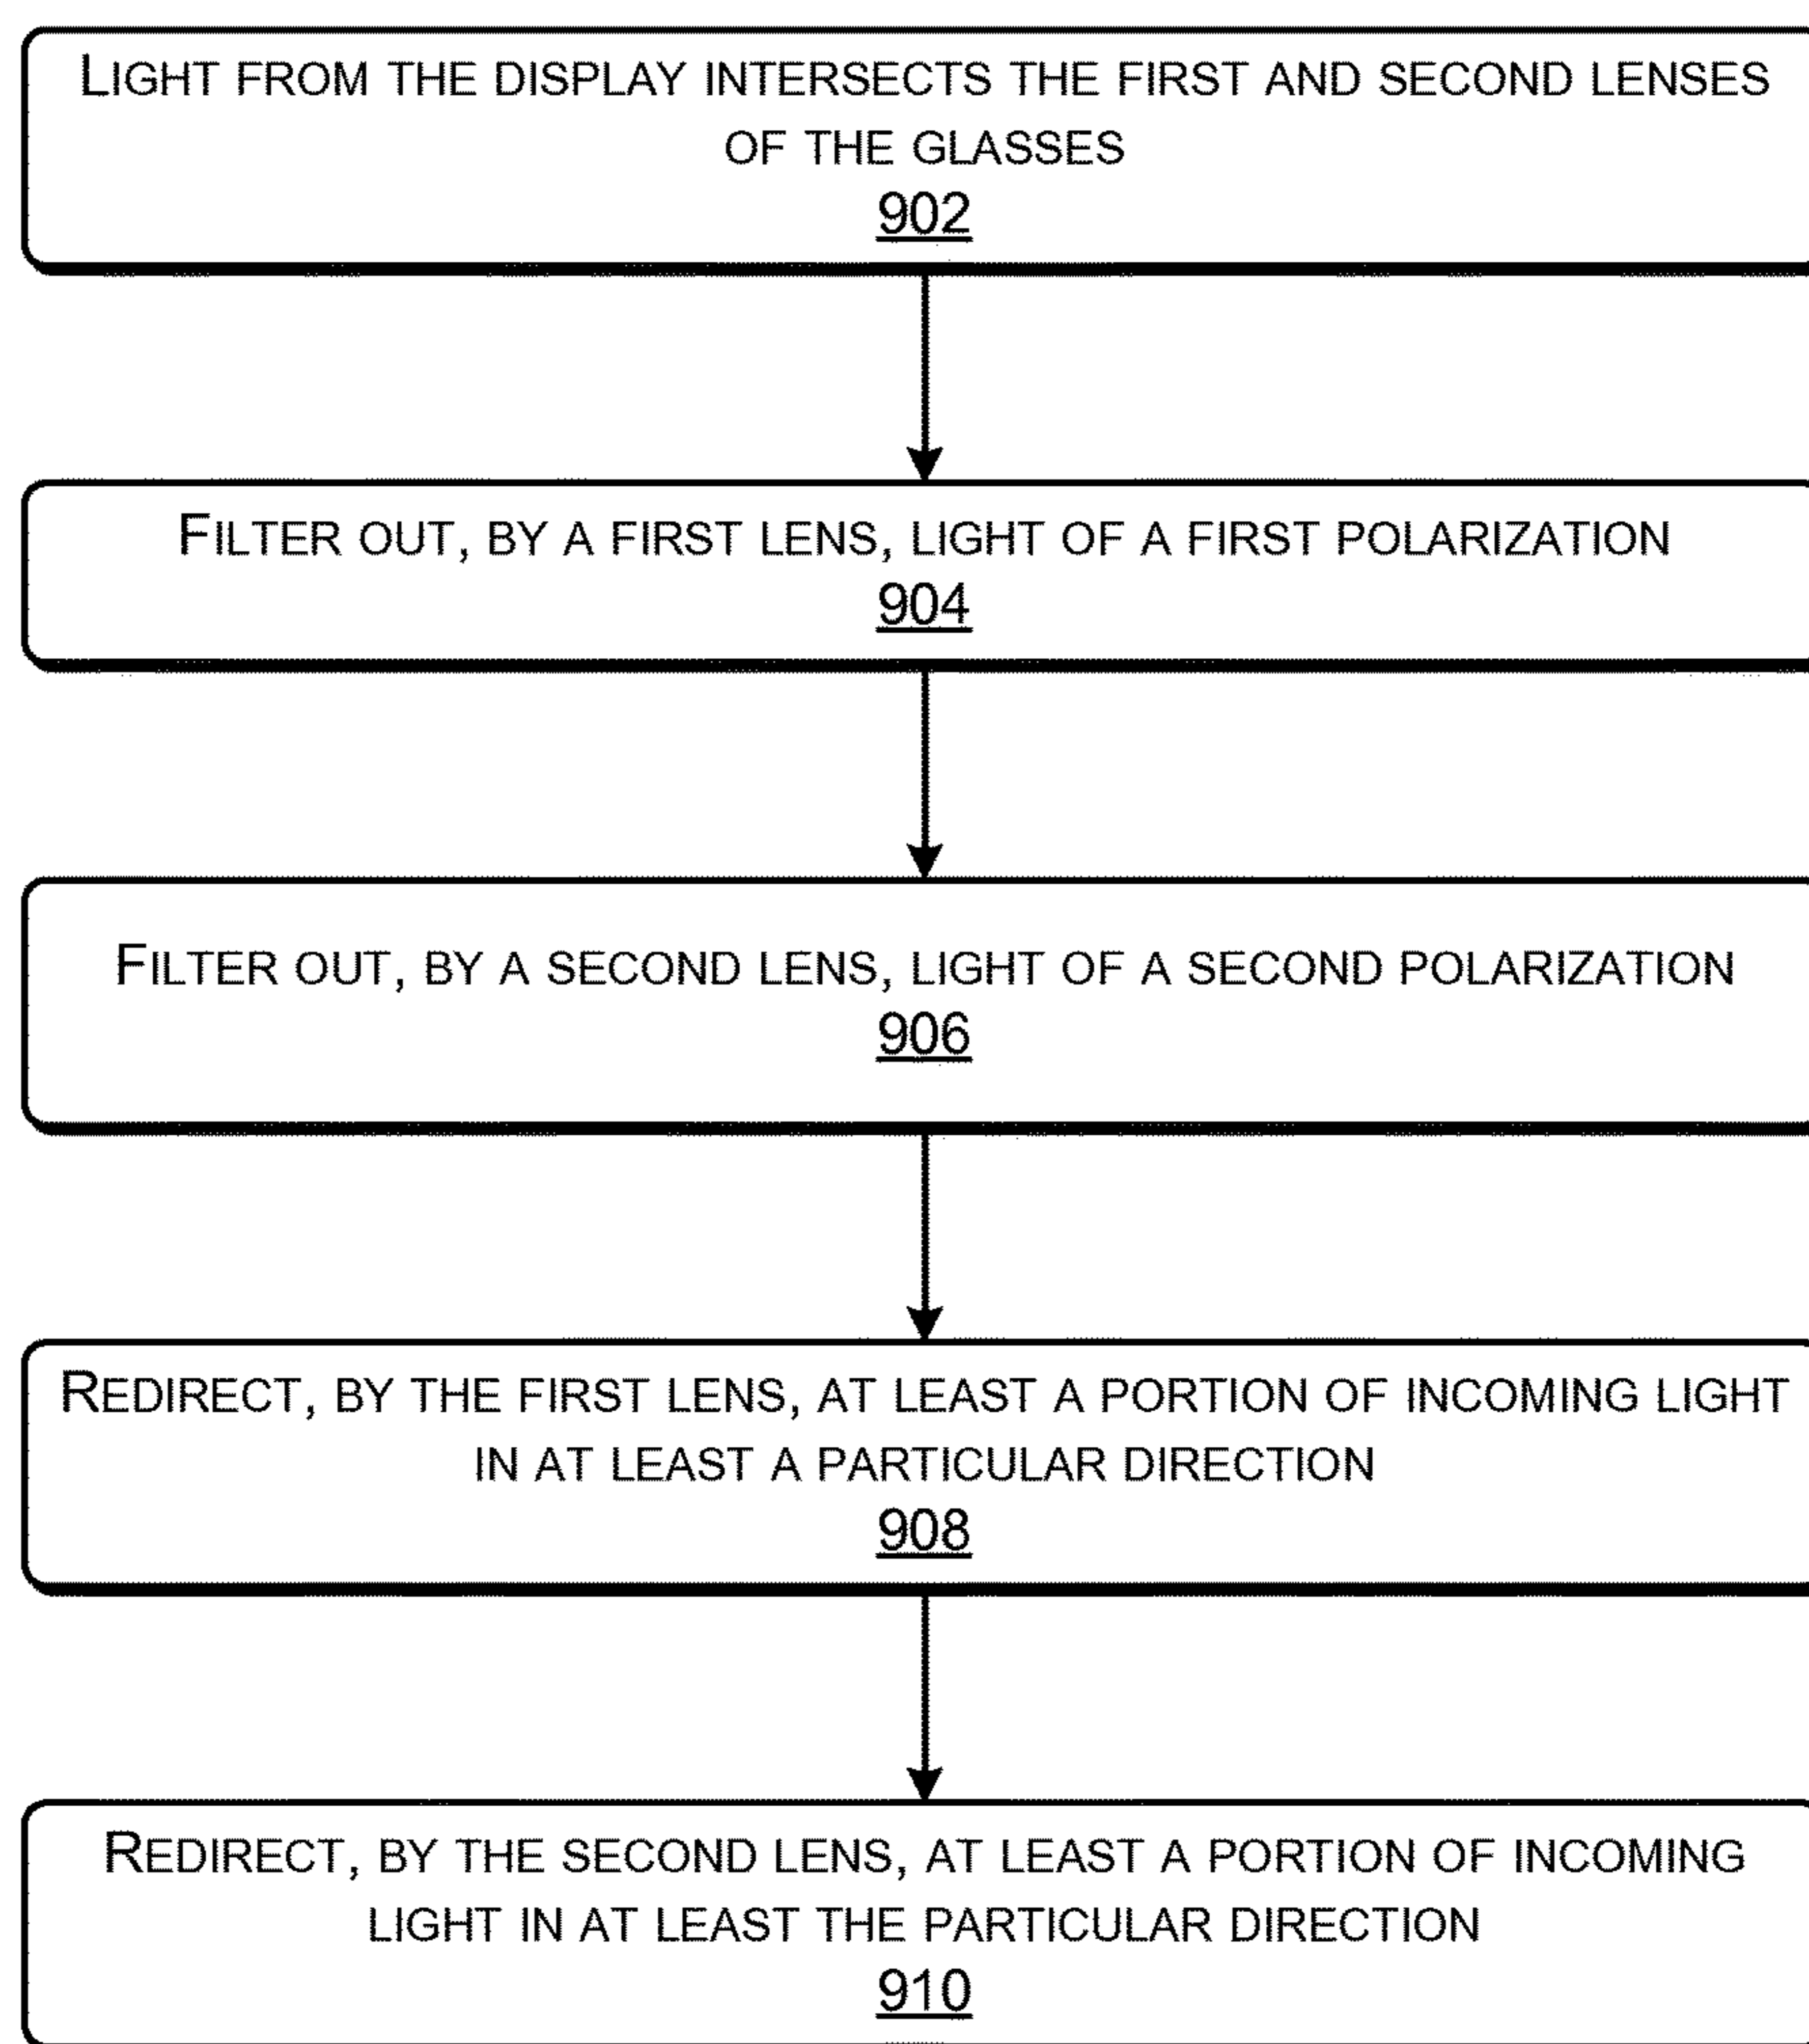 LIGHT FROM THE DISPLAY INTERSECTS THE FIRST AND SECOND LENSES
OF THE GLASSES
902
FILTER OUT, BY A FIRST LENS, LIGHT OF A FIRST POLARIZATION
904
FILTER OUT, BY A SECOND LENS, LIGHT OF A SECOND POLARIZATION
906
REDIRECT, BY THE FIRST LENS, AT LEAST A PORTION OF INCOMING LIGHT
IN AT LEAST A PARTICULAR DIRECTION
908
REDIRECT, BY THE SECOND LENS, AT LEAST A PORTION OF INCOMING
LIGHT IN AT LEAST THE PARTICULAR DIRECTION
910